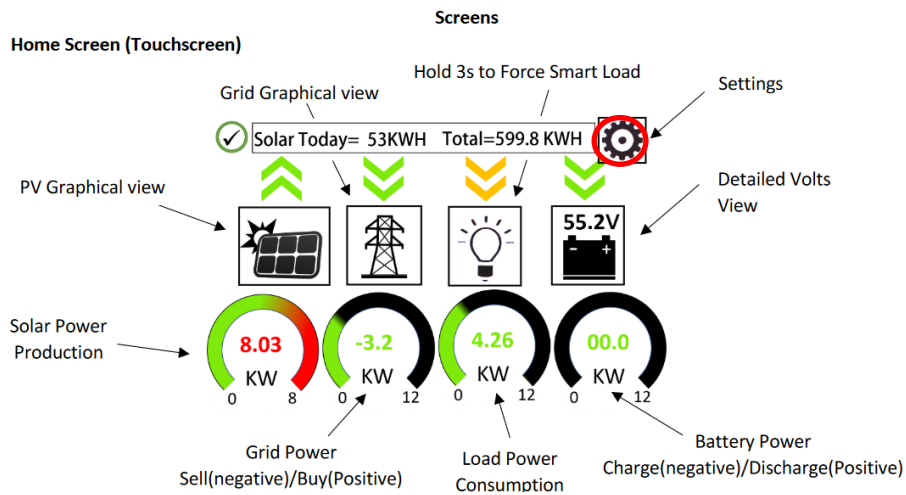 Screens
Home Screen (Touchscreen)
Hold 3s to Force Smart Load
Grid Graphical view
Settings
Solar Today= 53KWH Total=599.8 KWH
PV Graphical view
Detailed Volts
View
55.2V
- +
Solar Power
Production
8.03
KW
0 8
-3.2
KW
0 12
4.26
KW
0 12
00.0
KW
0 12
Grid Power
Sell(negative)/Buy(Positive)
Load Power
Consumption
Battery Power
Charge(negative)/Discharge(Positive)